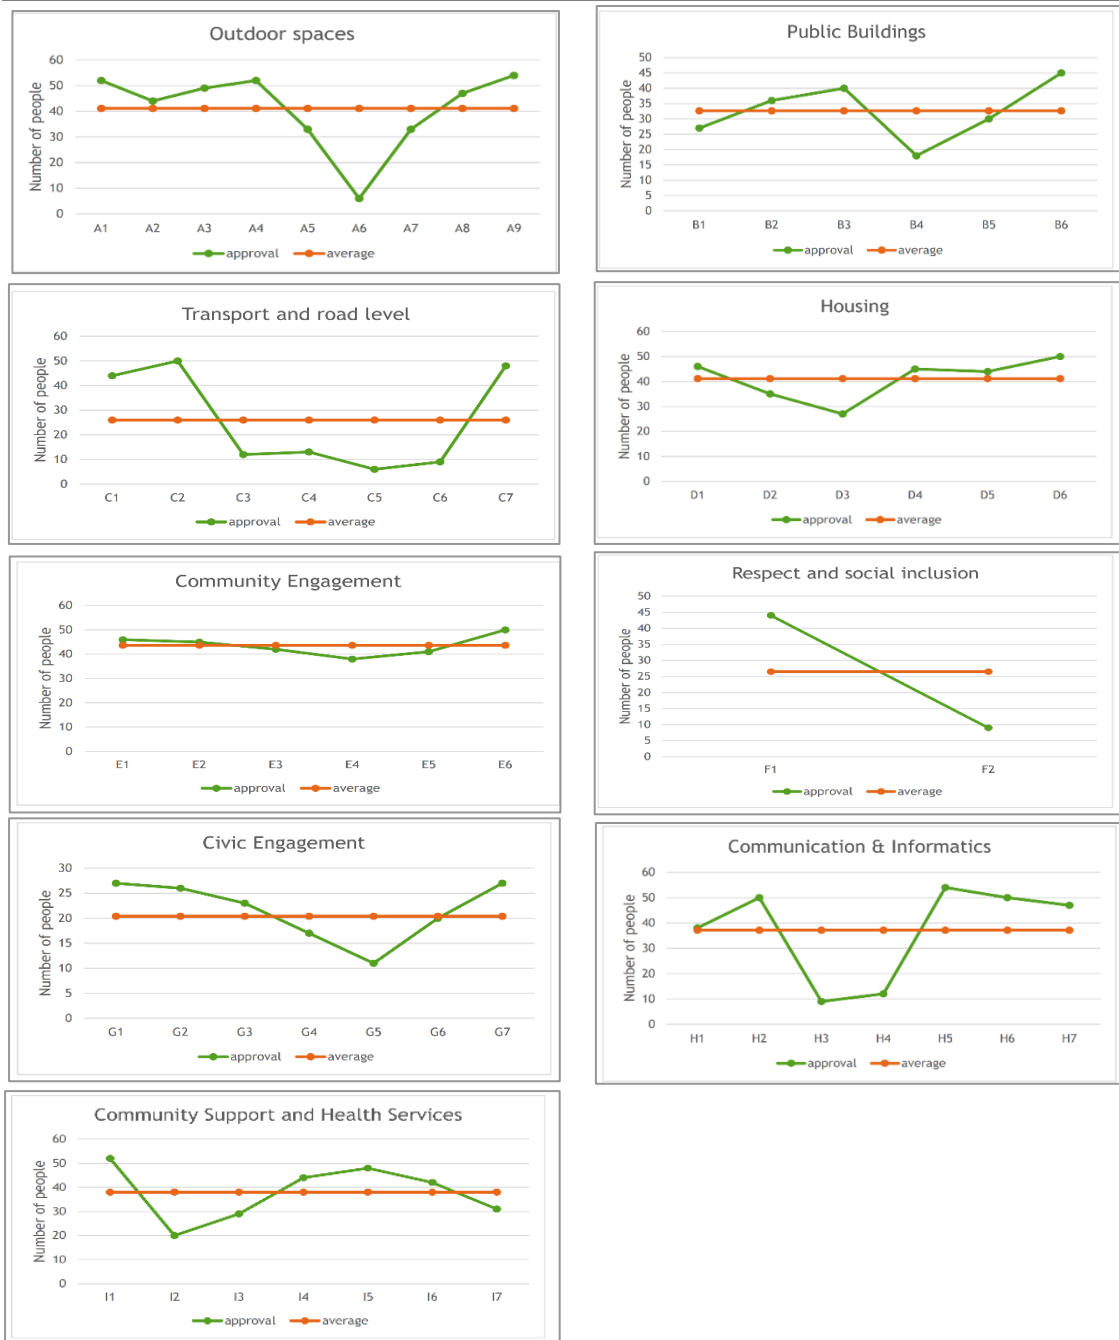 Outdoor spaces
Number of people
60
50
40
30
20
10
0
A1 A2 A3 A4 A5 A6 A7 A8 A9
approval average
Public Buildings
Number of people
50
45
40
35
30
25
20
15
10
5
0
B1 B2 B3 B4 B5 B6
approval average
Transport and road level
Number of people
60
50
40
30
20
10
0
C1 C2 C3 C4 C5 C6 C7
approval average
Housing
Number of people
60
50
40
30
20
10
0
D1 D2 D3 D4 D5 D6
approval average
Community Engagement
Number of people
60
50
40
30
20
10
0
E1 E2 E3 E4 E5 E6
approval average
Respect and social inclusion
Number of people
50
45
40
35
30
25
20
15
10
5
0
F1 F2
approval average
Civic Engagement
Number of people
30
25
20
15
10
5
0
G1 G2 G3 G4 G5 G6 G7
approval average
Communication & Informatics
Number of people
60
50
40
30
20
10
0
H1 H2 H3 H4 H5 H6 H7
approval average
Community Support and Health Services
Number of people
60
50
40
30
20
10
0
I1 I2 I3 I4 I5 I6 I7
approval average